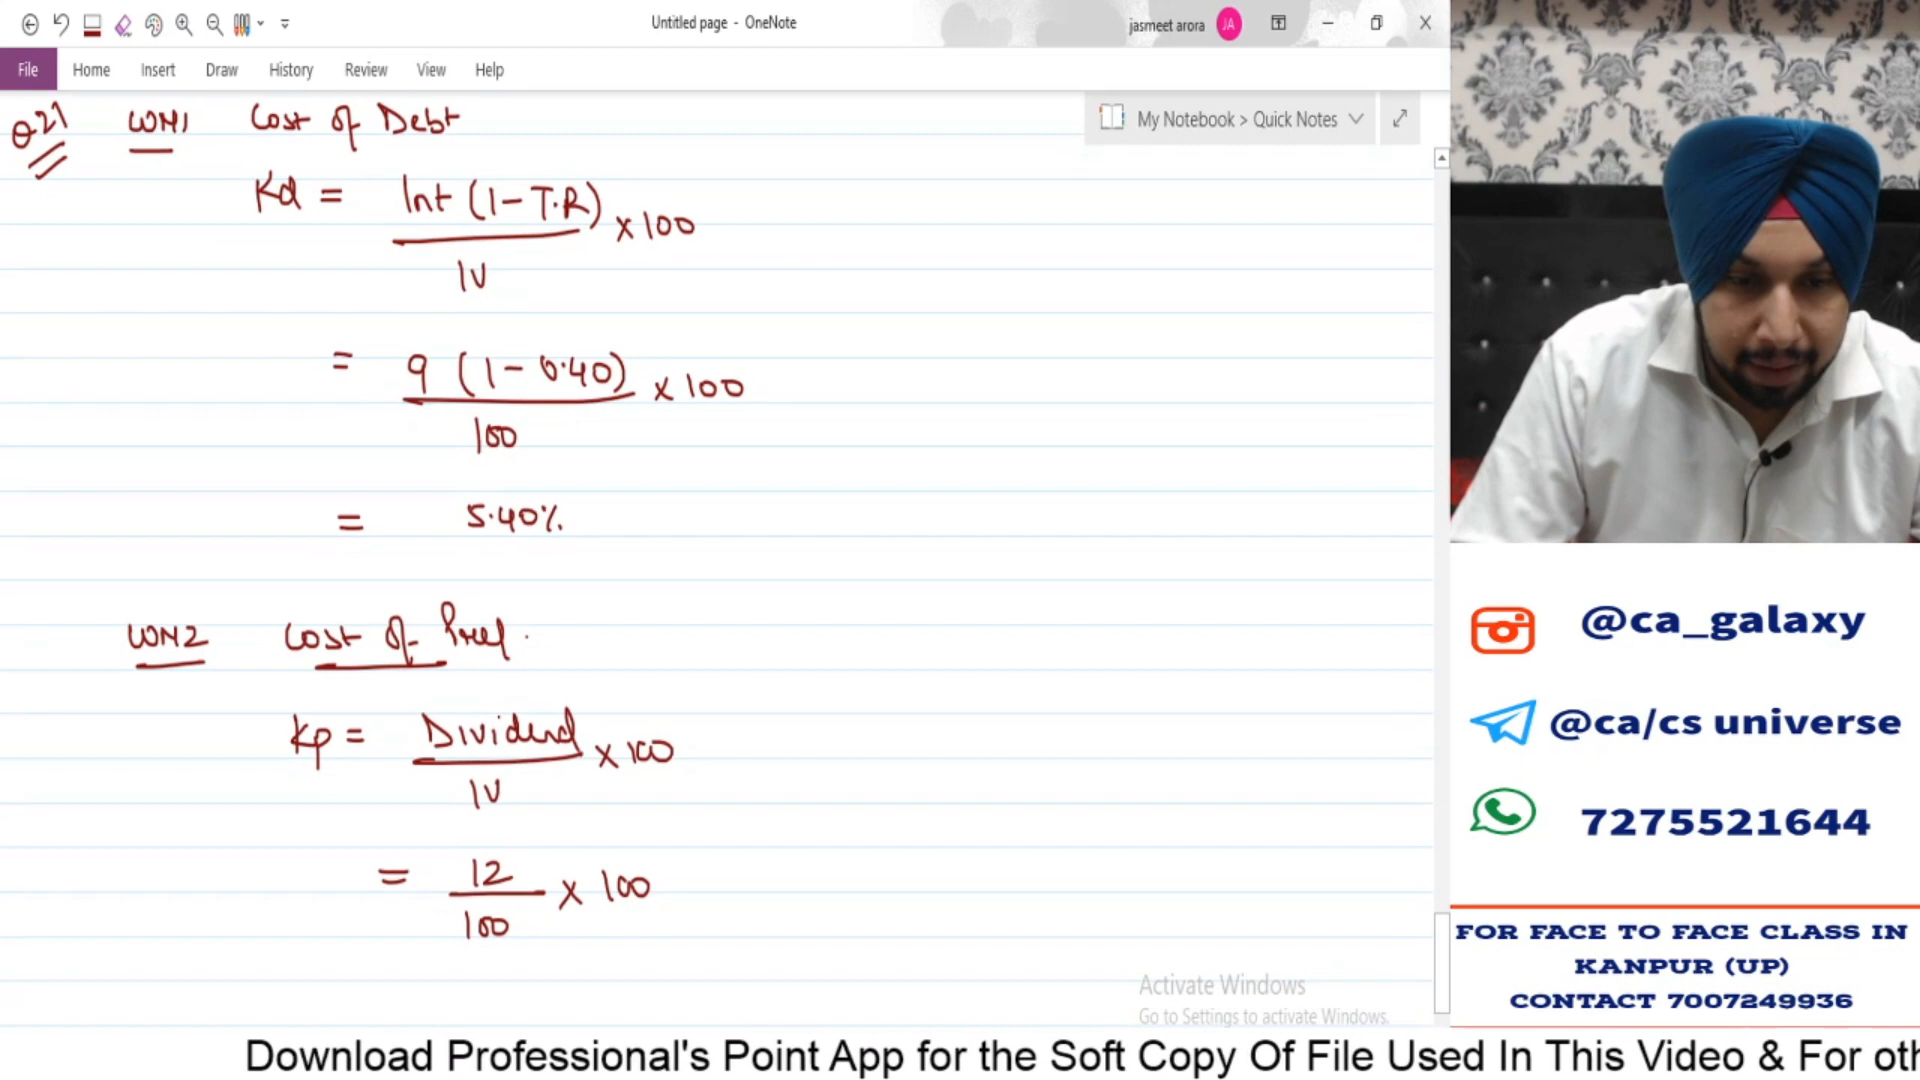 Untitled page - OneNote
jasmeet arora
JA
File Home Insert Draw History Review View Help
My Notebook > Quick Notes
Q21 WN1 Cost of Debt
Kd = Int (1 - T.R) x 100
IV
= 9 (1 - 0.40) x 100
100
= 5.40%
WN2 Cost of Pref.
Kp = Dividend x 100
IV
= 12 x 100
100
Activate Windows
Go to Settings to activate Windows.
@ca_galaxy
@ca/cs universe
7275521644
FOR FACE TO FACE CLASS IN
KANPUR (UP)
CONTACT 7007249936
Download Professional's Point App for the Soft Copy Of File Used In This Video & For oth